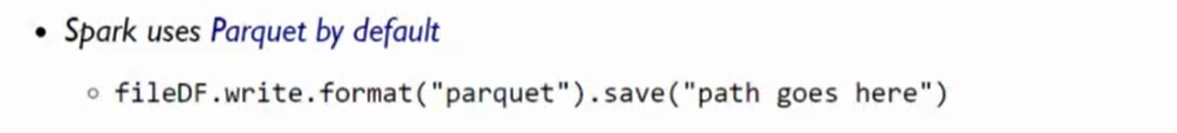 • Spark uses Parquet by default
◦ fileDF.write.format("parquet").save("path goes here")